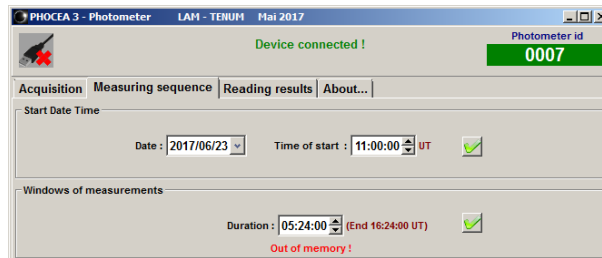 PHOCEA 3 - Photometer LAM - TENUM Mai 2017
Device connected !
Photometer id
0007
Acquisition Measuring sequence Reading results About...
Start Date Time
Date : 2017/06/23 Time of start : 11:00:00 UT
Windows of measurements
Duration : 05:24:00 (End 16:24:00 UT)
Out of memory !